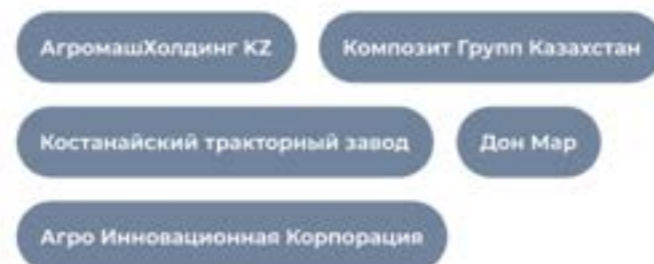 АгромашХолдинг KZ
Композит Групп Казахстан
Костанайский тракторный завод
Дон Мар
Агро Инновационная Корпорация